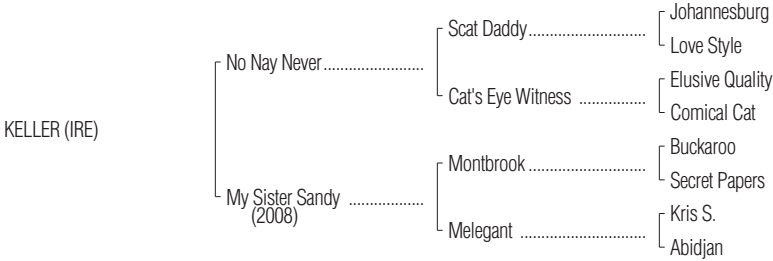 Johannesburg
Scat Daddy
Love Style
No Nay Never
Elusive Quality
Cat's Eye Witness
Comical Cat
KELLER (IRE)
Buckaroo
Montbrook
Secret Papers
My Sister Sandy
(2008)
Kris S.
Melegant
Abidjan